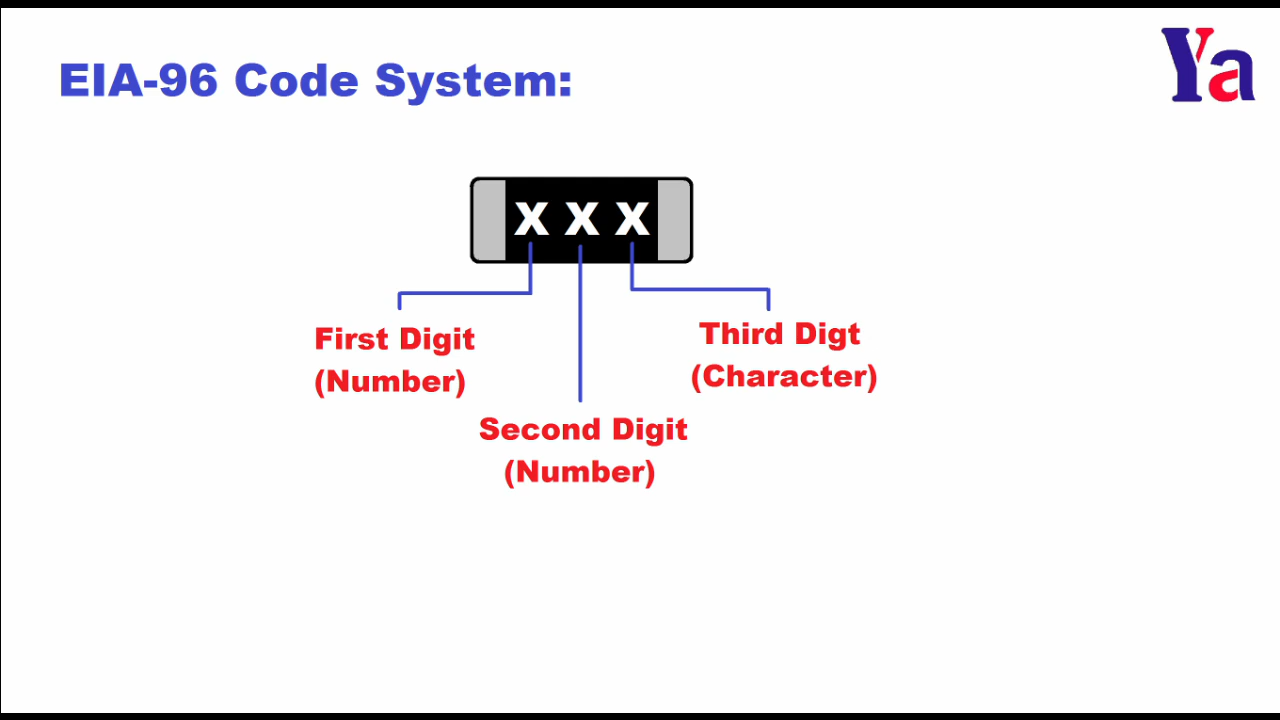 Ya
EIA-96 Code System:
X X X
First Digit
(Number)
Third Digt
(Character)
Second Digit
(Number)